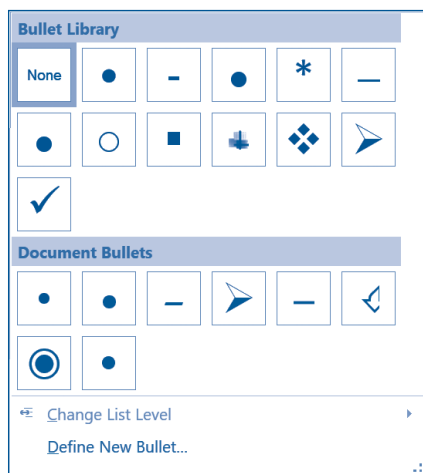 Bullet Library
None
Document Bullets
Change List Level
Define New Bullet...